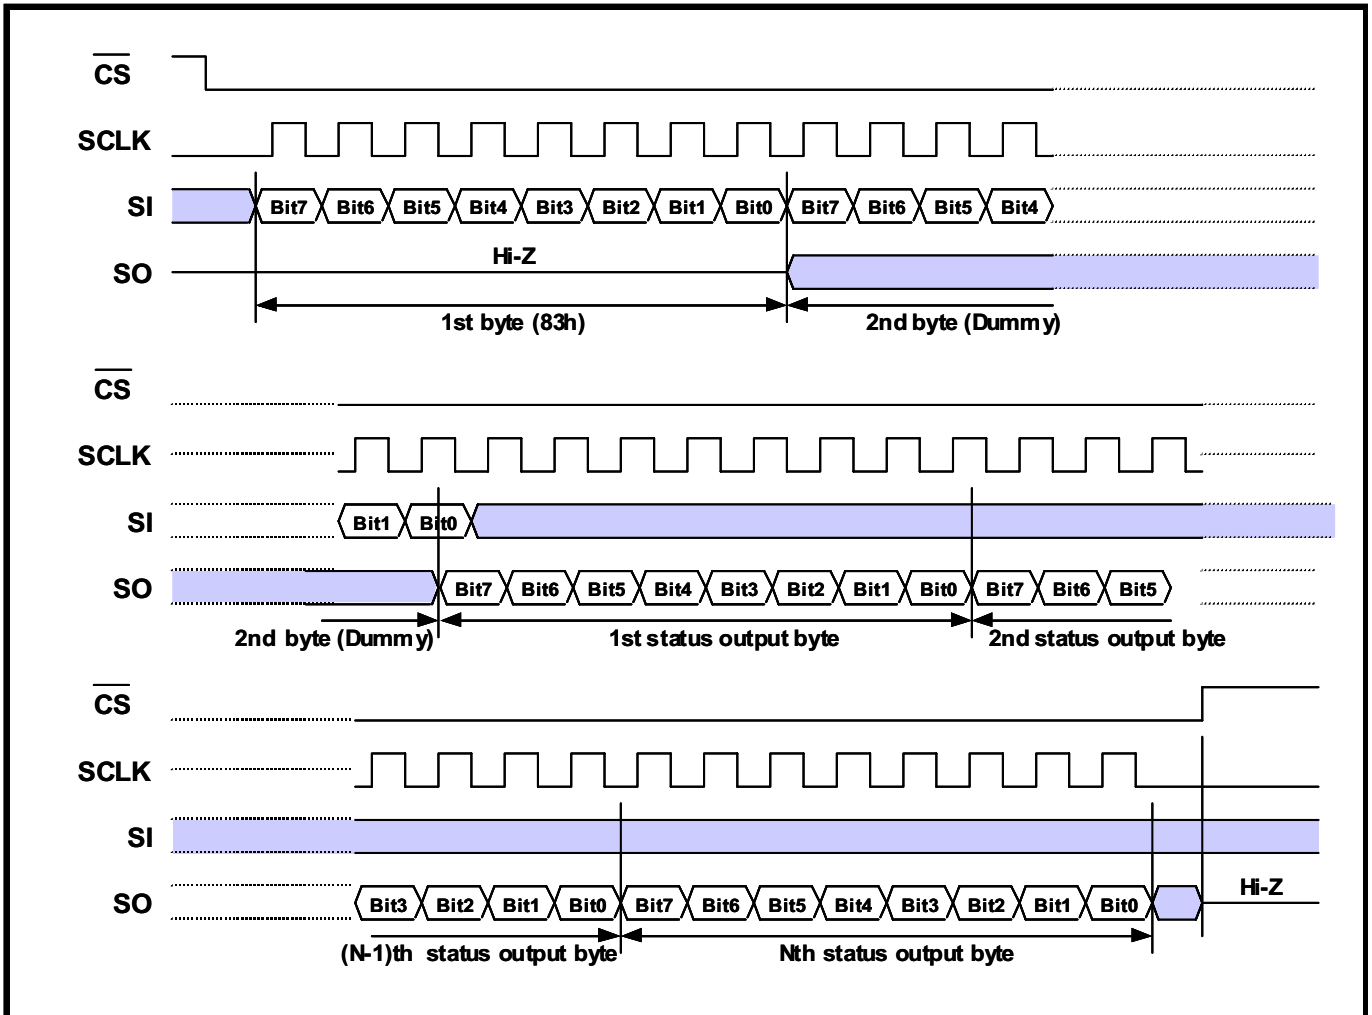 CS
SCLK
SI Bit7 Bit6 Bit5 Bit4 Bit3 Bit2 Bit1 Bit0 Bit7 Bit6 Bit5 Bit4
Hi-Z
SO
1st byte (83h) 2nd byte (Dummy)
CS
SCLK
SI Bit1 Bit0
SO Bit7 Bit6 Bit5 Bit4 Bit3 Bit2 Bit1 Bit0 Bit7 Bit6 Bit5
2nd byte (Dummy) 1st status output byte 2nd status output byte
CS
SCLK
SI
SO Bit3 Bit2 Bit1 Bit0 Bit7 Bit6 Bit5 Bit4 Bit3 Bit2 Bit1 Bit0 Hi-Z
(N-1)th status output byte Nth status output byte